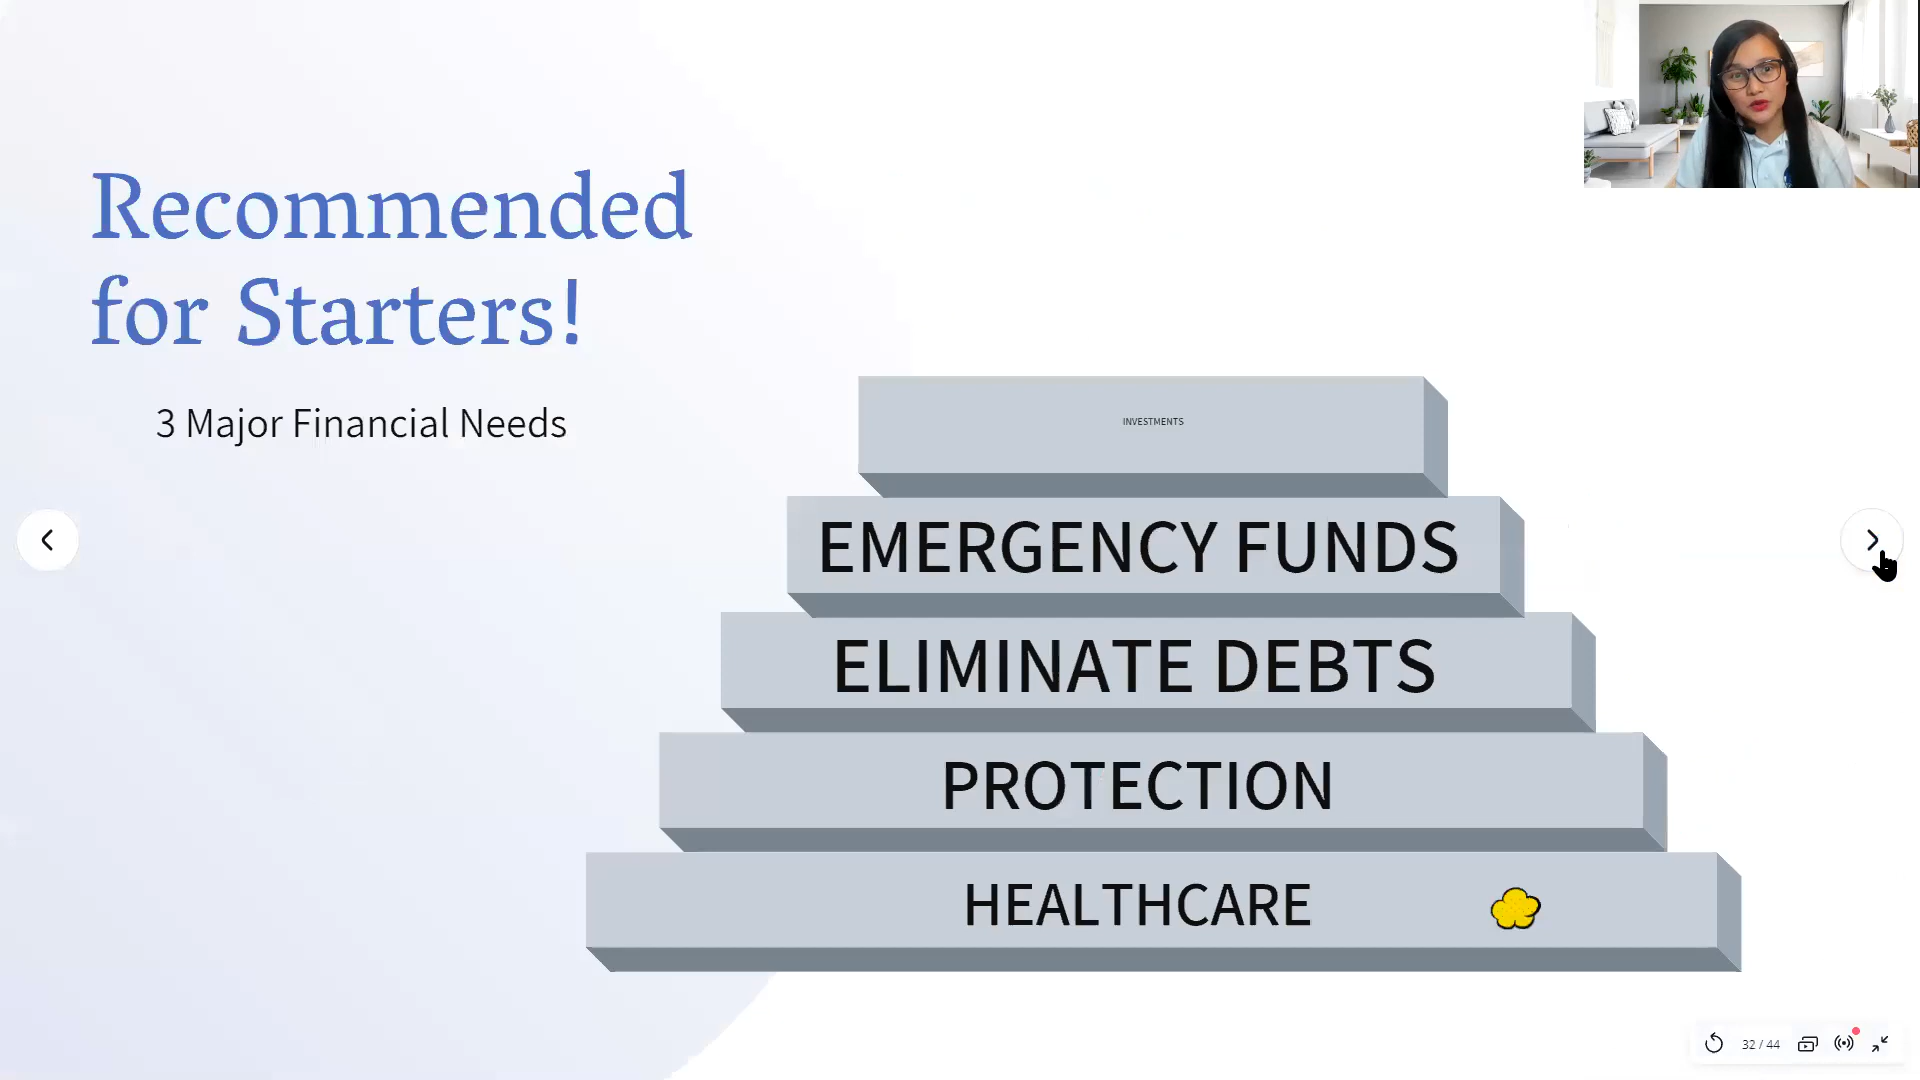 Recommended
for Starters!
3 Major Financial Needs
INVESTMENTS
EMERGENCY FUNDS
ELIMINATE DEBTS
PROTECTION
HEALTHCARE
32 / 44